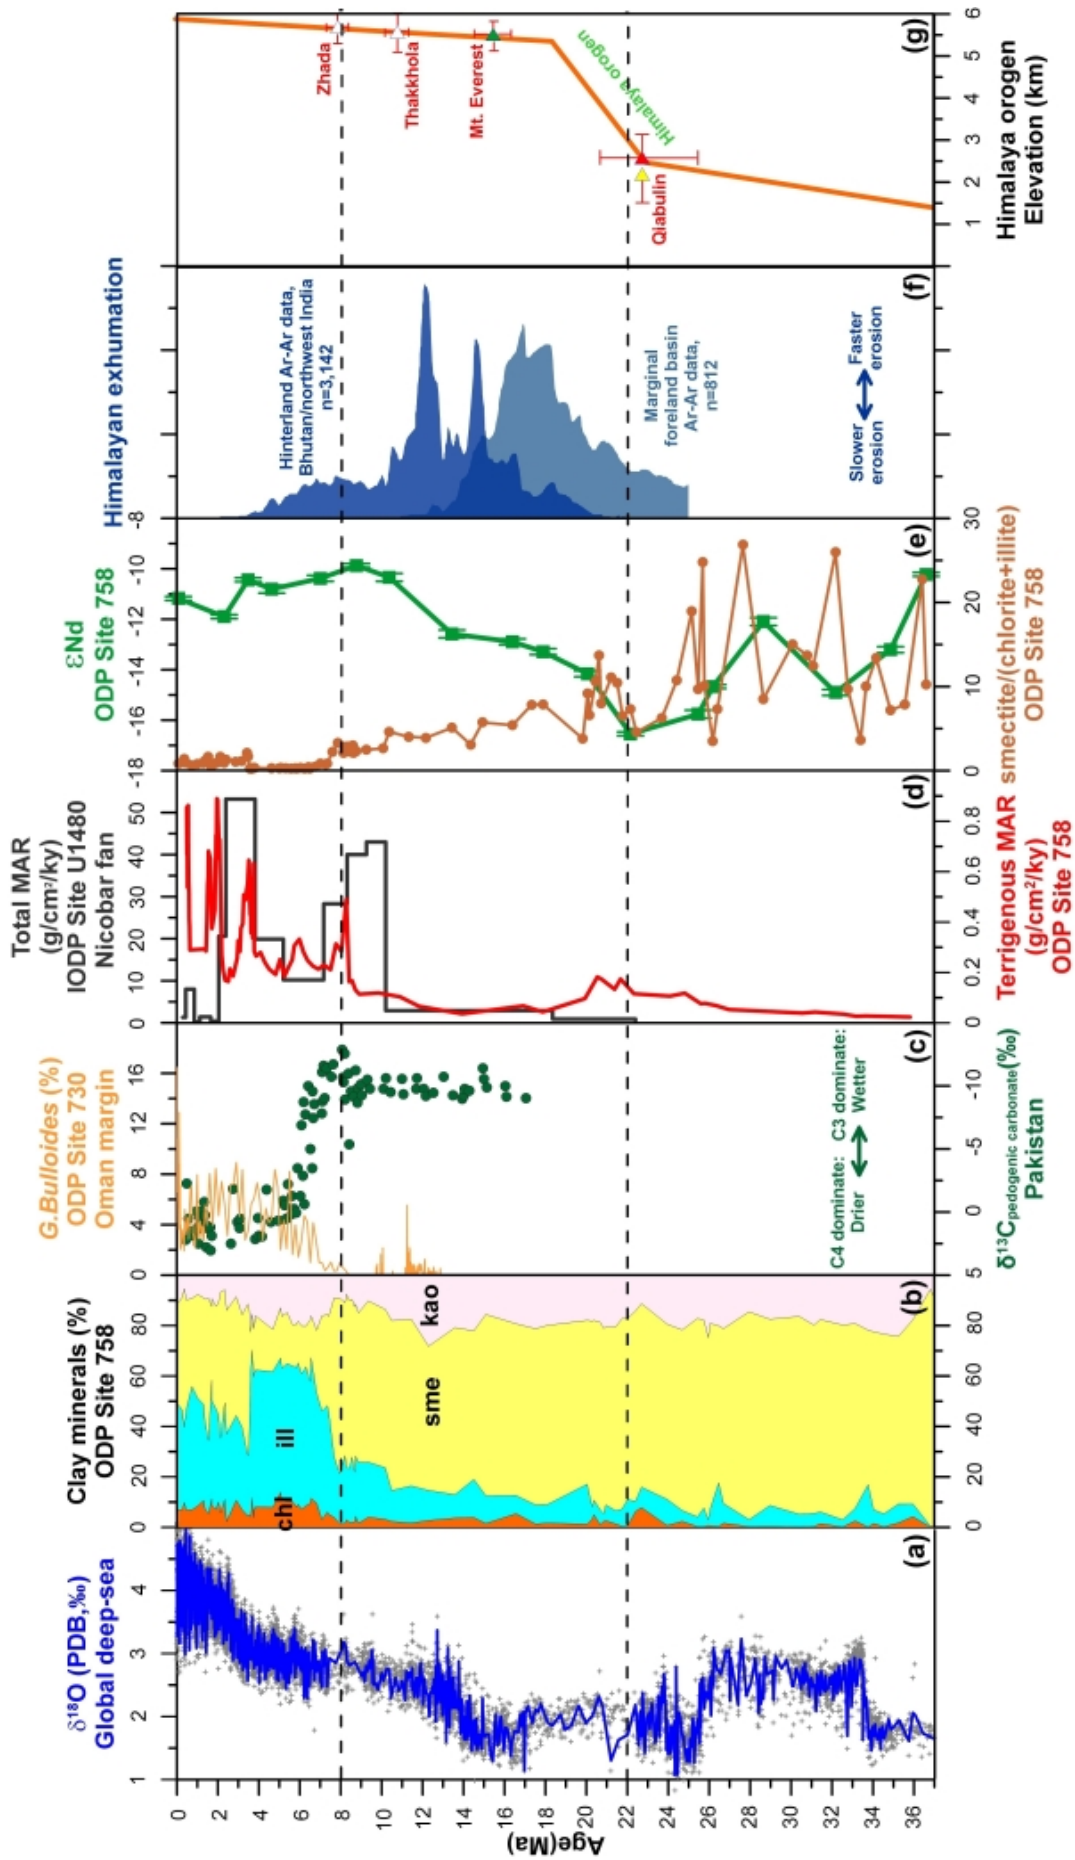 δ¹⁸O (PDB,‰)
Global deep-sea
1
2
3
4
(a)
Clay minerals (%)
ODP Site 758
0
20
40
60
80
chl
ill
sme
kao
0
20
40
60
80
(b)
G.Bulloides (%)
ODP Site 730
Oman margin
0
4
8
12
16
C4 dominate:
Drier
C3 dominate:
Wetter
(c)
5
0
-5
-10
δ¹³Cpedogenic carbonate(‰)
Pakistan
Total MAR
(g/cm²/ky)
IODP Site U1480
Nicobar fan
0
10
20
30
40
50
(d)
0
0.2
0.4
0.6
0.8
Terrigenous MAR
(g/cm²/ky)
ODP Site 758
εNd
ODP Site 758
-18
-16
-14
-12
-10
-8
(e)
0
10
20
30
smectite/(chlorite+illite)
ODP Site 758
Himalayan exhumation
Hinterland Ar-Ar data,
Bhutan/northwest India
n=3,142
Marginal
foreland basin
Ar-Ar data,
n=812
Slower
erosion
Faster
erosion
(f)
Zhada
Thakkhola
Mt. Everest
Qiabulin
Himalaya orogen
(g)
1
2
3
4
5
6
Himalaya orogen
Elevation (km)
0
2
4
6
8
10
12
14
16
18
20
22
24
26
28
30
32
34
36
Age(Ma)